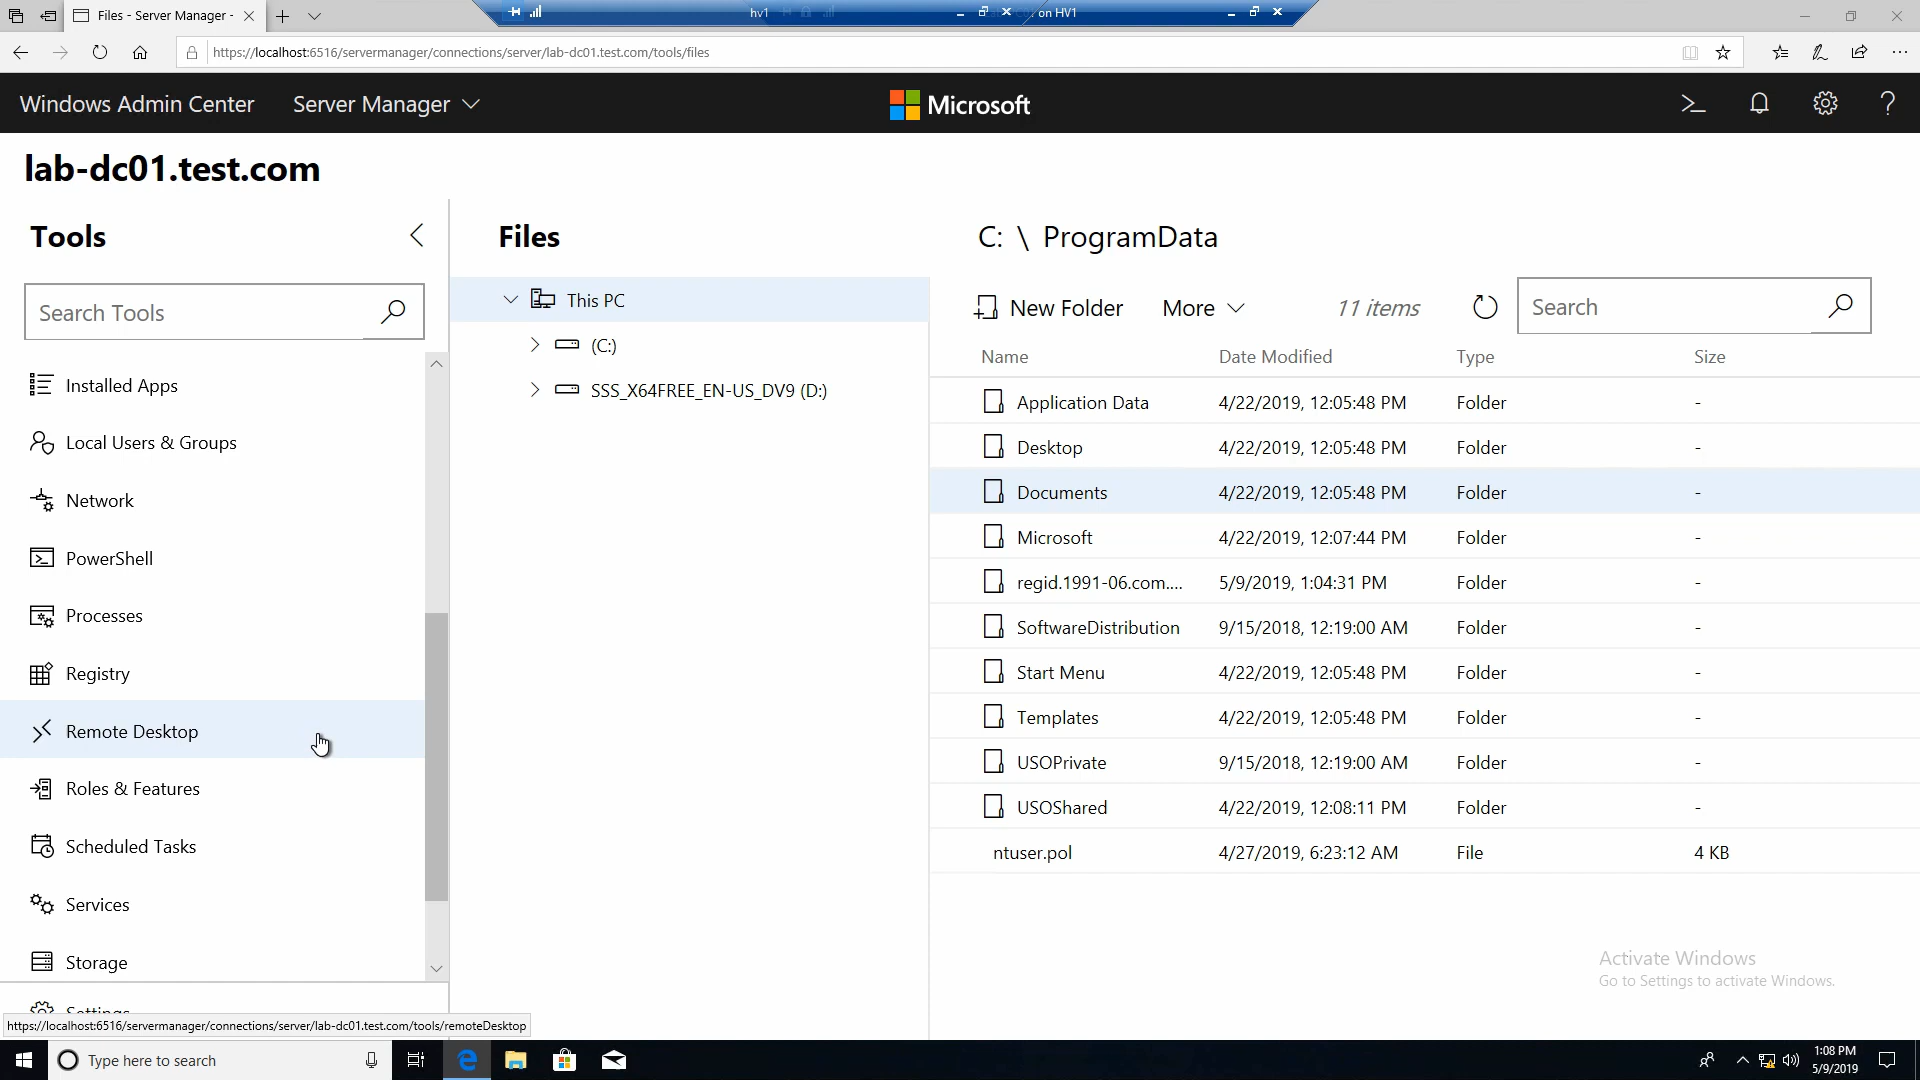 Files - Server Manager -
hv1
on HV1
https://localhost:6516/servermanager/connections/server/lab-dc01.test.com/tools/files
Windows Admin Center
Server Manager
Microsoft
lab-dc01.test.com
Tools
Search Tools
Installed Apps
Local Users & Groups
Network
PowerShell
Processes
Registry
Remote Desktop
Roles & Features
Scheduled Tasks
Services
Storage
Settings
https://localhost:6516/servermanager/connections/server/lab-dc01.test.com/tools/remoteDesktop
Files
This PC
(C:)
SSS_X64FREE_EN-US_DV9 (D:)
C: \ ProgramData
New Folder More 11 items Search
Name Date Modified Type Size
Application Data 4/22/2019, 12:05:48 PM Folder -
Desktop 4/22/2019, 12:05:48 PM Folder -
Documents 4/22/2019, 12:05:48 PM Folder -
Microsoft 4/22/2019, 12:07:44 PM Folder -
regid.1991-06.com.... 5/9/2019, 1:04:31 PM Folder -
SoftwareDistribution 9/15/2018, 12:19:00 AM Folder -
Start Menu 4/22/2019, 12:05:48 PM Folder -
Templates 4/22/2019, 12:05:48 PM Folder -
USOPrivate 9/15/2018, 12:19:00 AM Folder -
USOShared 4/22/2019, 12:08:11 PM Folder -
ntuser.pol 4/27/2019, 6:23:12 AM File 4 KB
Activate Windows
Go to Settings to activate Windows.
Type here to search
1:08 PM
5/9/2019